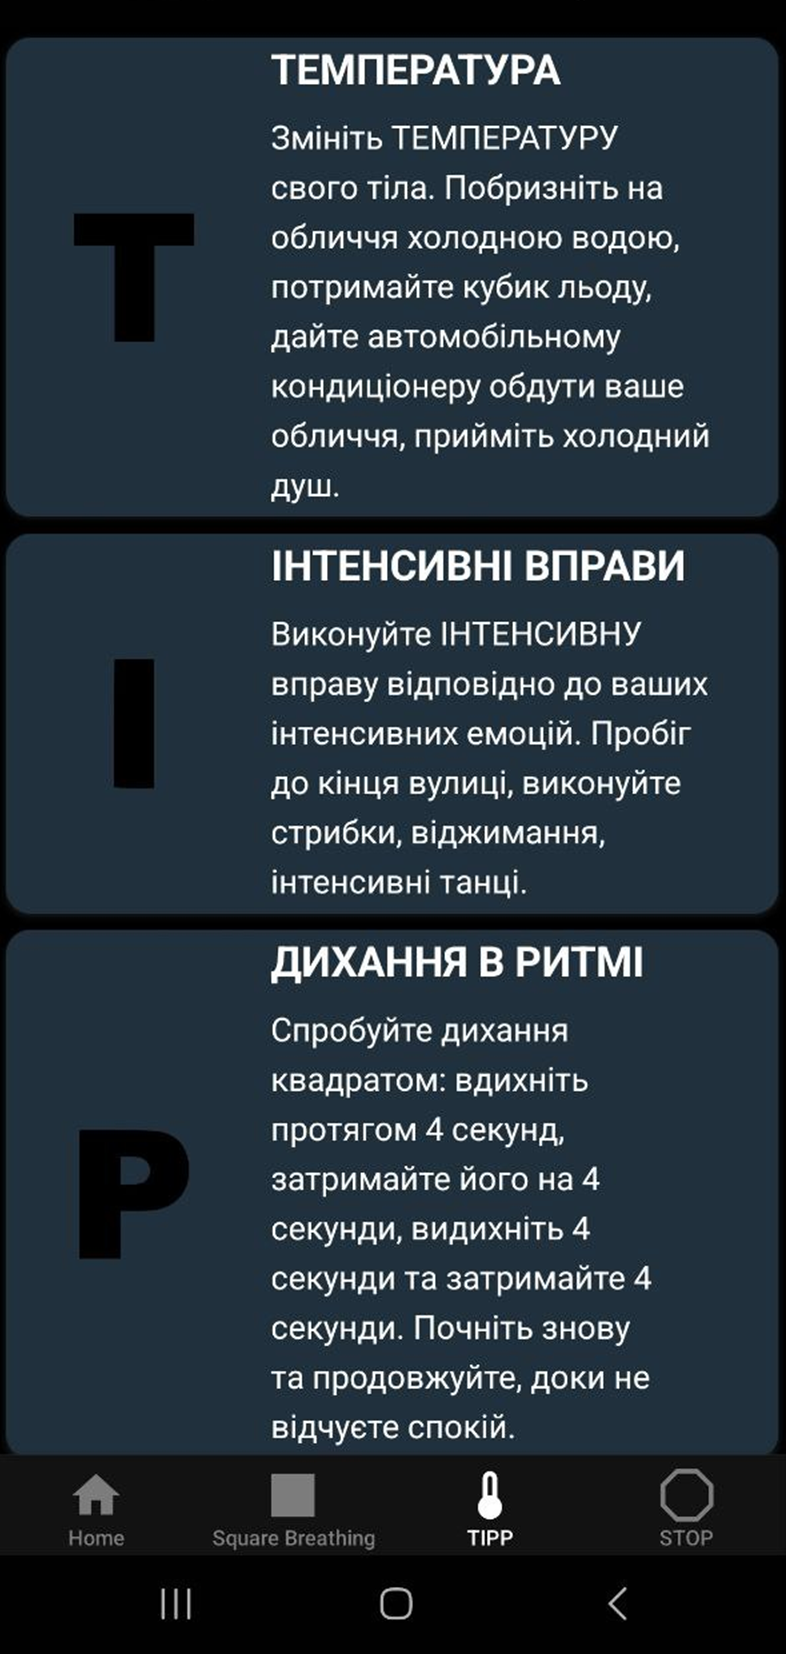 ТЕМПЕРАТУРА
Змініть ТЕМПЕРАТУРУ
свого тіла. Побризніть на
обличчя холодною водою,
потримайте кубик льоду,
дайте автомобільному
кондиціонеру обдути ваше
обличчя, прийміть холодний
душ.
T
ІНТЕНСИВНІ ВПРАВИ
Виконуйте ІНТЕНСИВНУ
вправу відповідно до ваших
інтенсивних емоцій. Пробіг
до кінця вулиці, виконуйте
стрибки, віджимання,
інтенсивні танці.
I
ДИХАННЯ В РИТМІ
Спробуйте дихання
квадратом: вдихніть
протягом 4 секунд,
затримайте його на 4
секунди, видихніть 4
секунди та затримайте 4
секунди. Почніть знову
та продовжуйте, доки не
відчуєте спокій.
P
Home
Square Breathing
TIPP
STOP